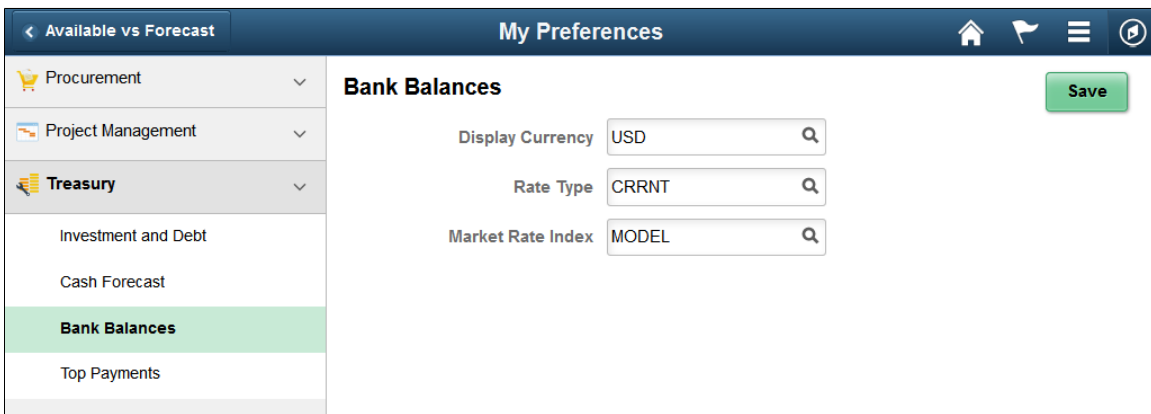 Available vs Forecast
My Preferences
Procurement
Project Management
Treasury
Investment and Debt
Cash Forecast
Bank Balances
Top Payments
Bank Balances
Save
Display Currency USD
Rate Type CRRNT
Market Rate Index MODEL